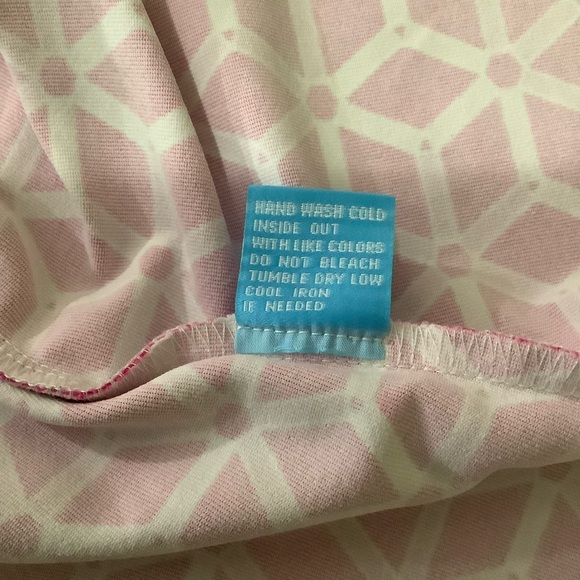 HAND WASH COLD
INSIDE OUT
WITH LIKE COLORS
DO NOT BLEACH
TUMBLE DRY LOW
COOL IRON
IF NEEDED